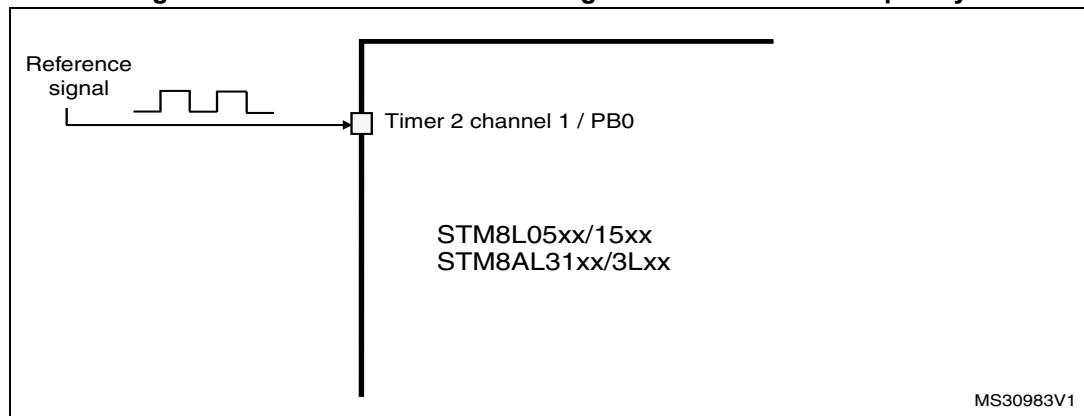 Reference
signal
Timer 2 channel 1 / PB0
STM8L05xx/15xx
STM8AL31xx/3Lxx
MS30983V1